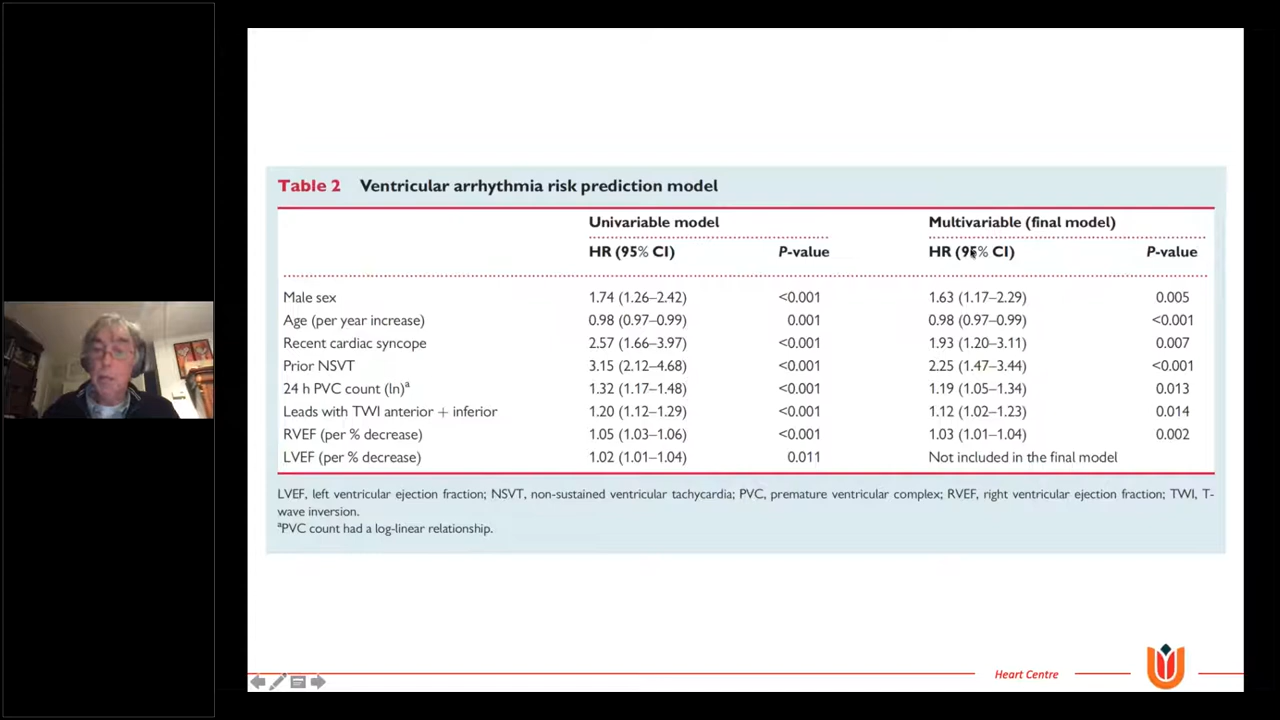 Table 2 Ventricular arrhythmia risk prediction model
Univariable model Multivariable (final model)
HR (95% CI) P-value HR (95% CI) P-value
Male sex 1.74 (1.26–2.42) <0.001 1.63 (1.17–2.29) 0.005
Age (per year increase) 0.98 (0.97–0.99) 0.001 0.98 (0.97–0.99) <0.001
Recent cardiac syncope 2.57 (1.66–3.97) <0.001 1.93 (1.20–3.11) 0.007
Prior NSVT 3.15 (2.12–4.68) <0.001 2.25 (1.47–3.44) <0.001
24 h PVC count (ln)ᵃ 1.32 (1.17–1.48) <0.001 1.19 (1.05–1.34) 0.013
Leads with TWI anterior + inferior 1.20 (1.12–1.29) <0.001 1.12 (1.02–1.23) 0.014
RVEF (per % decrease) 1.05 (1.03–1.06) <0.001 1.03 (1.01–1.04) 0.002
LVEF (per % decrease) 1.02 (1.01–1.04) 0.011 Not included in the final model
LVEF, left ventricular ejection fraction; NSVT, non-sustained ventricular tachycardia; PVC, premature ventricular complex; RVEF, right ventricular ejection fraction; TWI, T-
wave inversion.
ᵃPVC count had a log-linear relationship.
Heart Centre